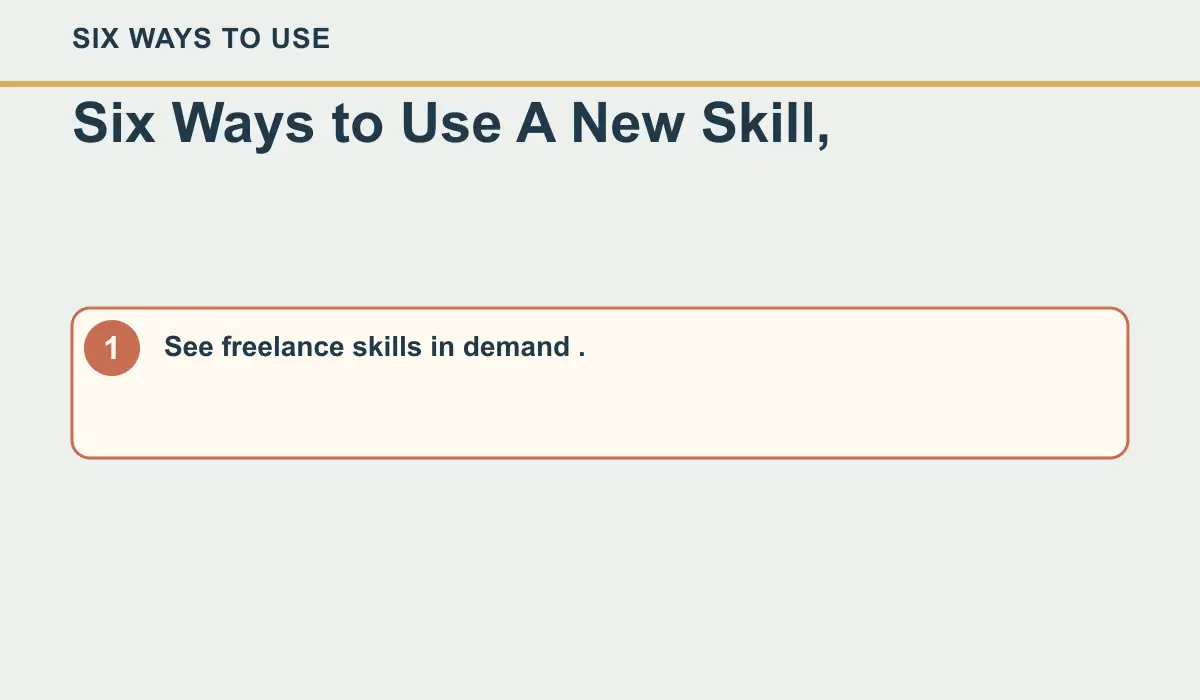 SIX WAYS TO USE
Six Ways to Use A New Skill,
1 See freelance skills in demand .